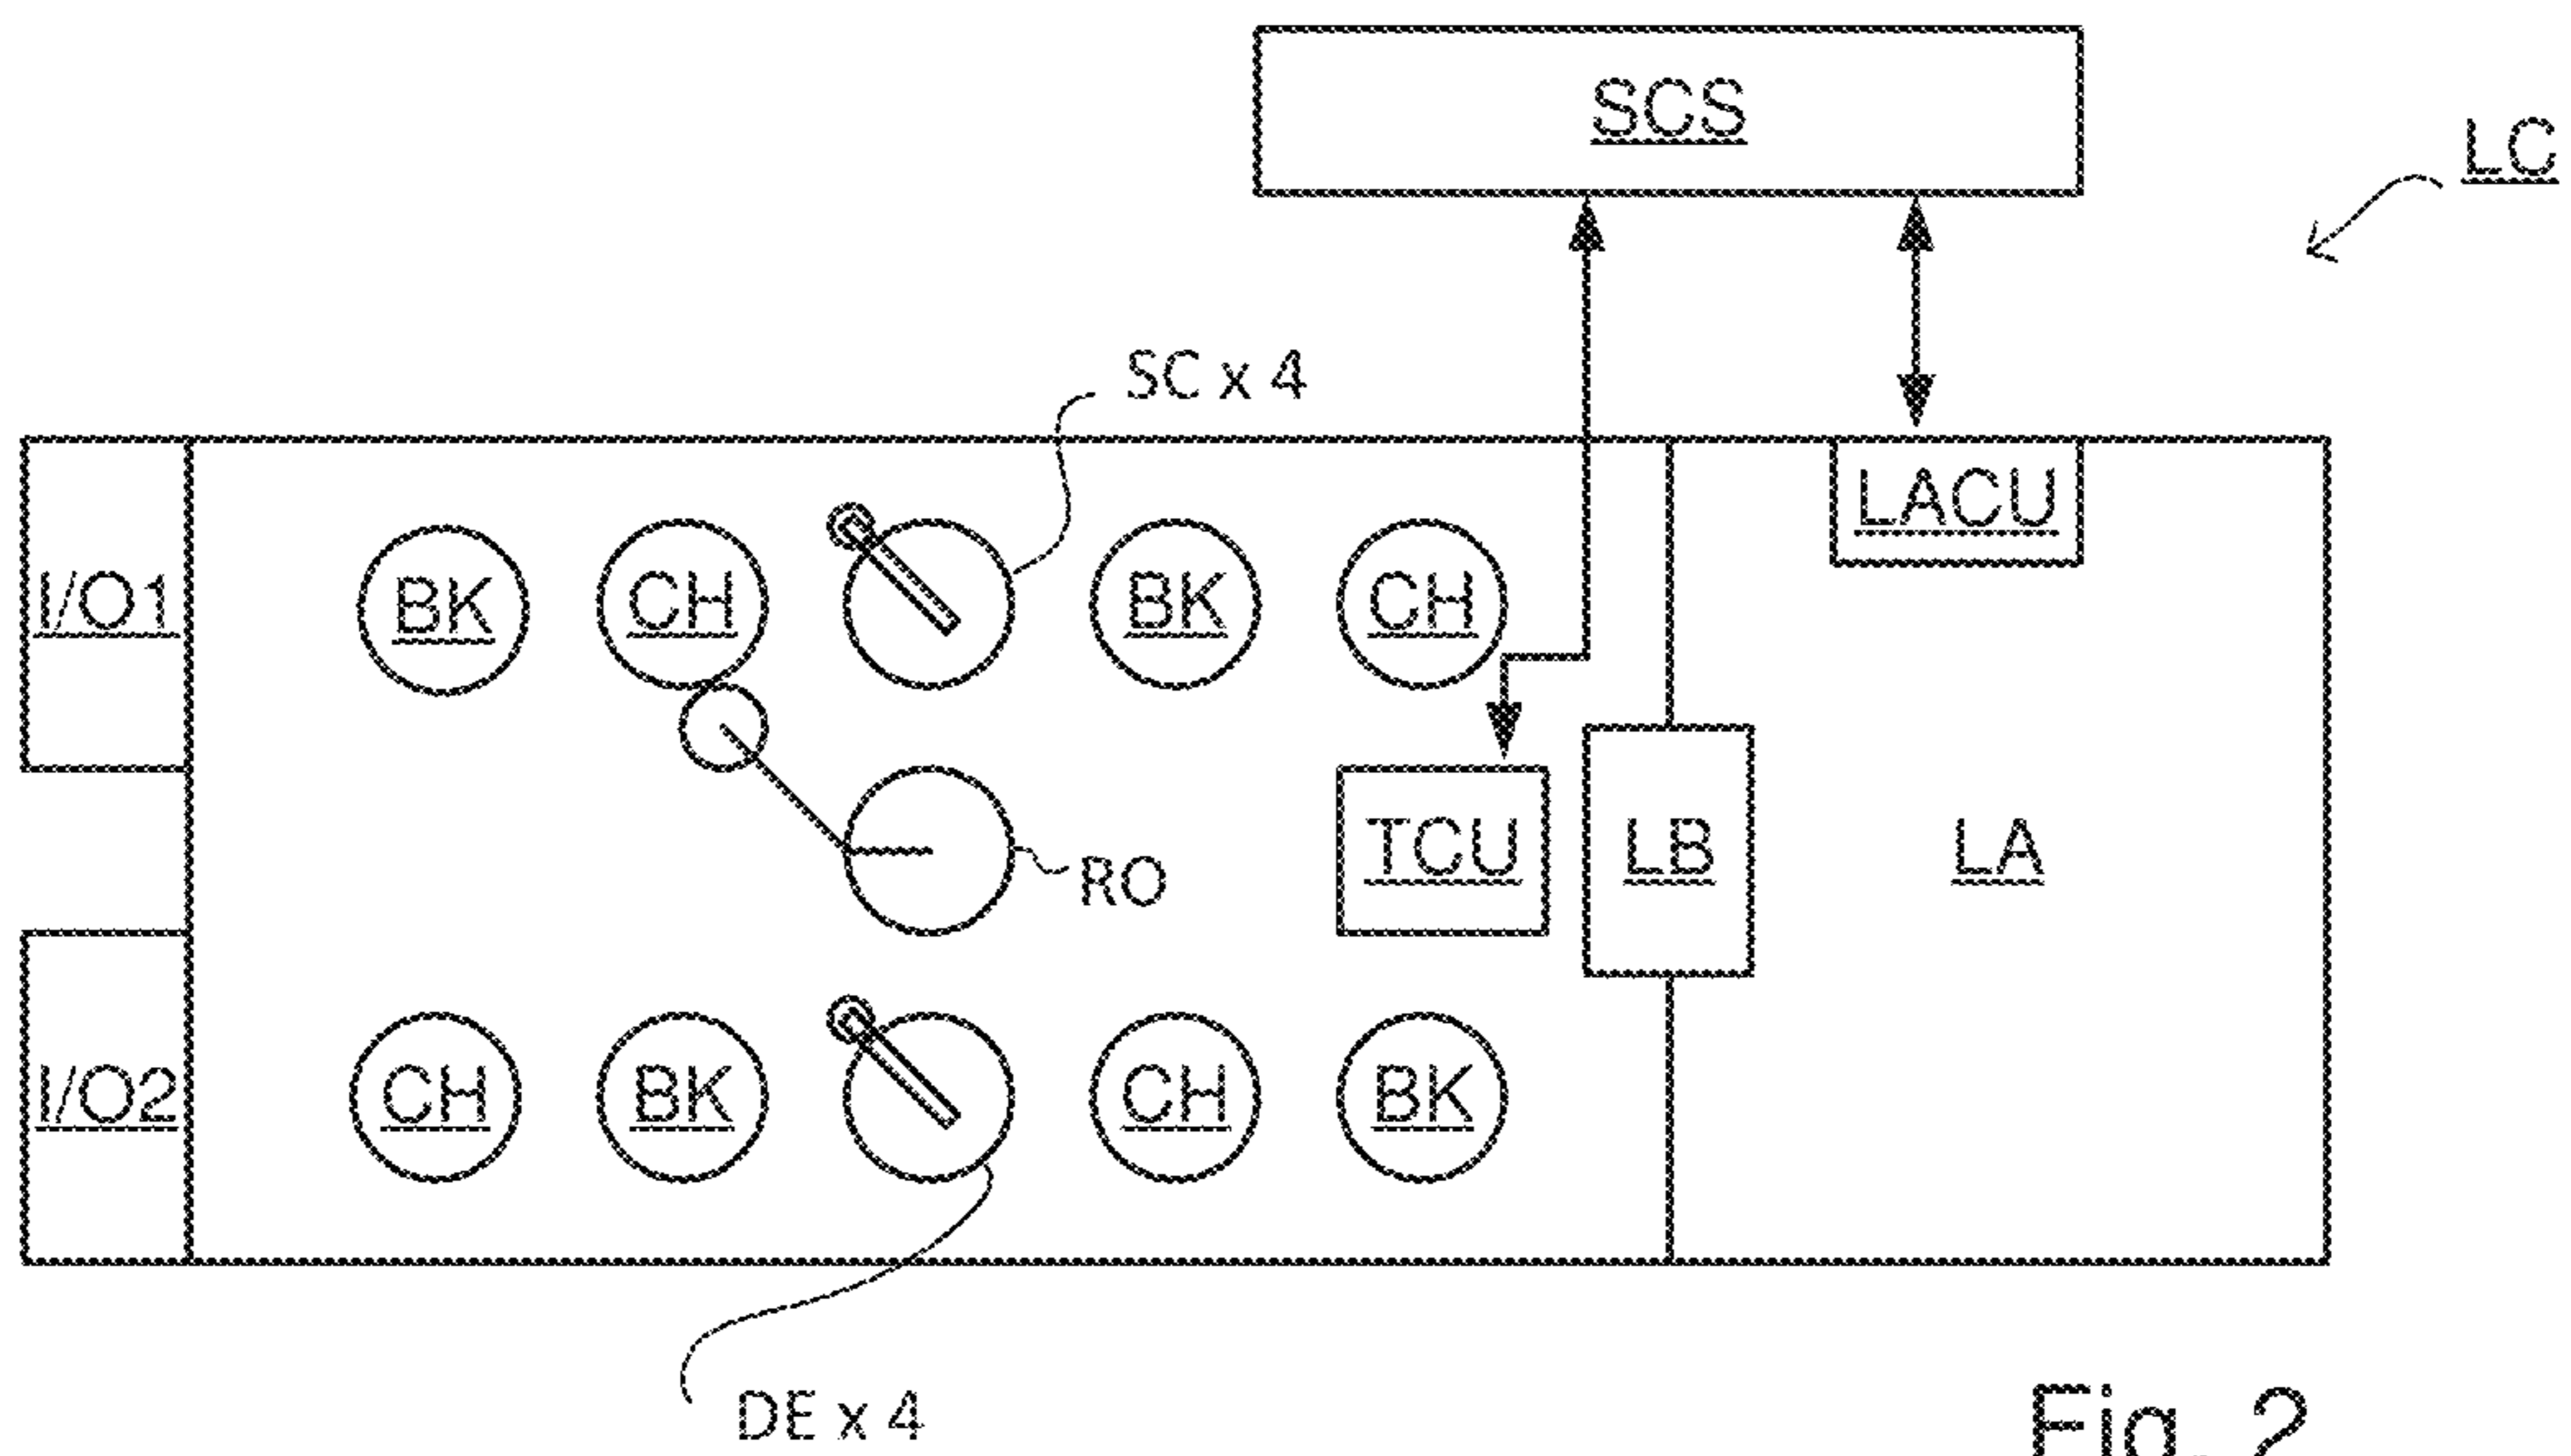 SCS
LC
SC x 4
LACU
I/O1
BK
CH
BK
CH
RO
TCU
LB
LA
I/O2
CH
BK
CH
BK
DE x 4
Fig. 2